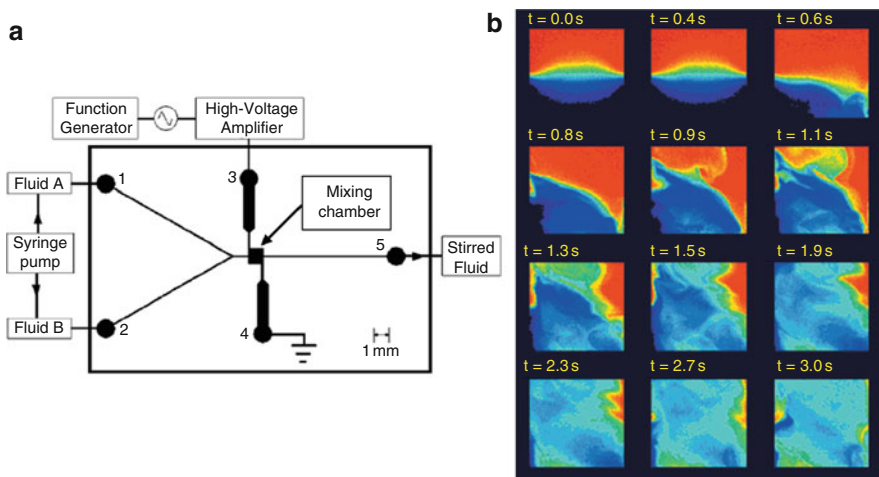 a
Function
Generator
High-Voltage
Amplifier
Fluid A
1
3
Mixing
chamber
Syringe
pump
5
Stirred
Fluid
Fluid B
2
4
1 mm
b
t = 0.0 s
t = 0.4 s
t = 0.6 s
t = 0.8 s
t = 0.9 s
t = 1.1 s
t = 1.3 s
t = 1.5 s
t = 1.9 s
t = 2.3 s
t = 2.7 s
t = 3.0 s